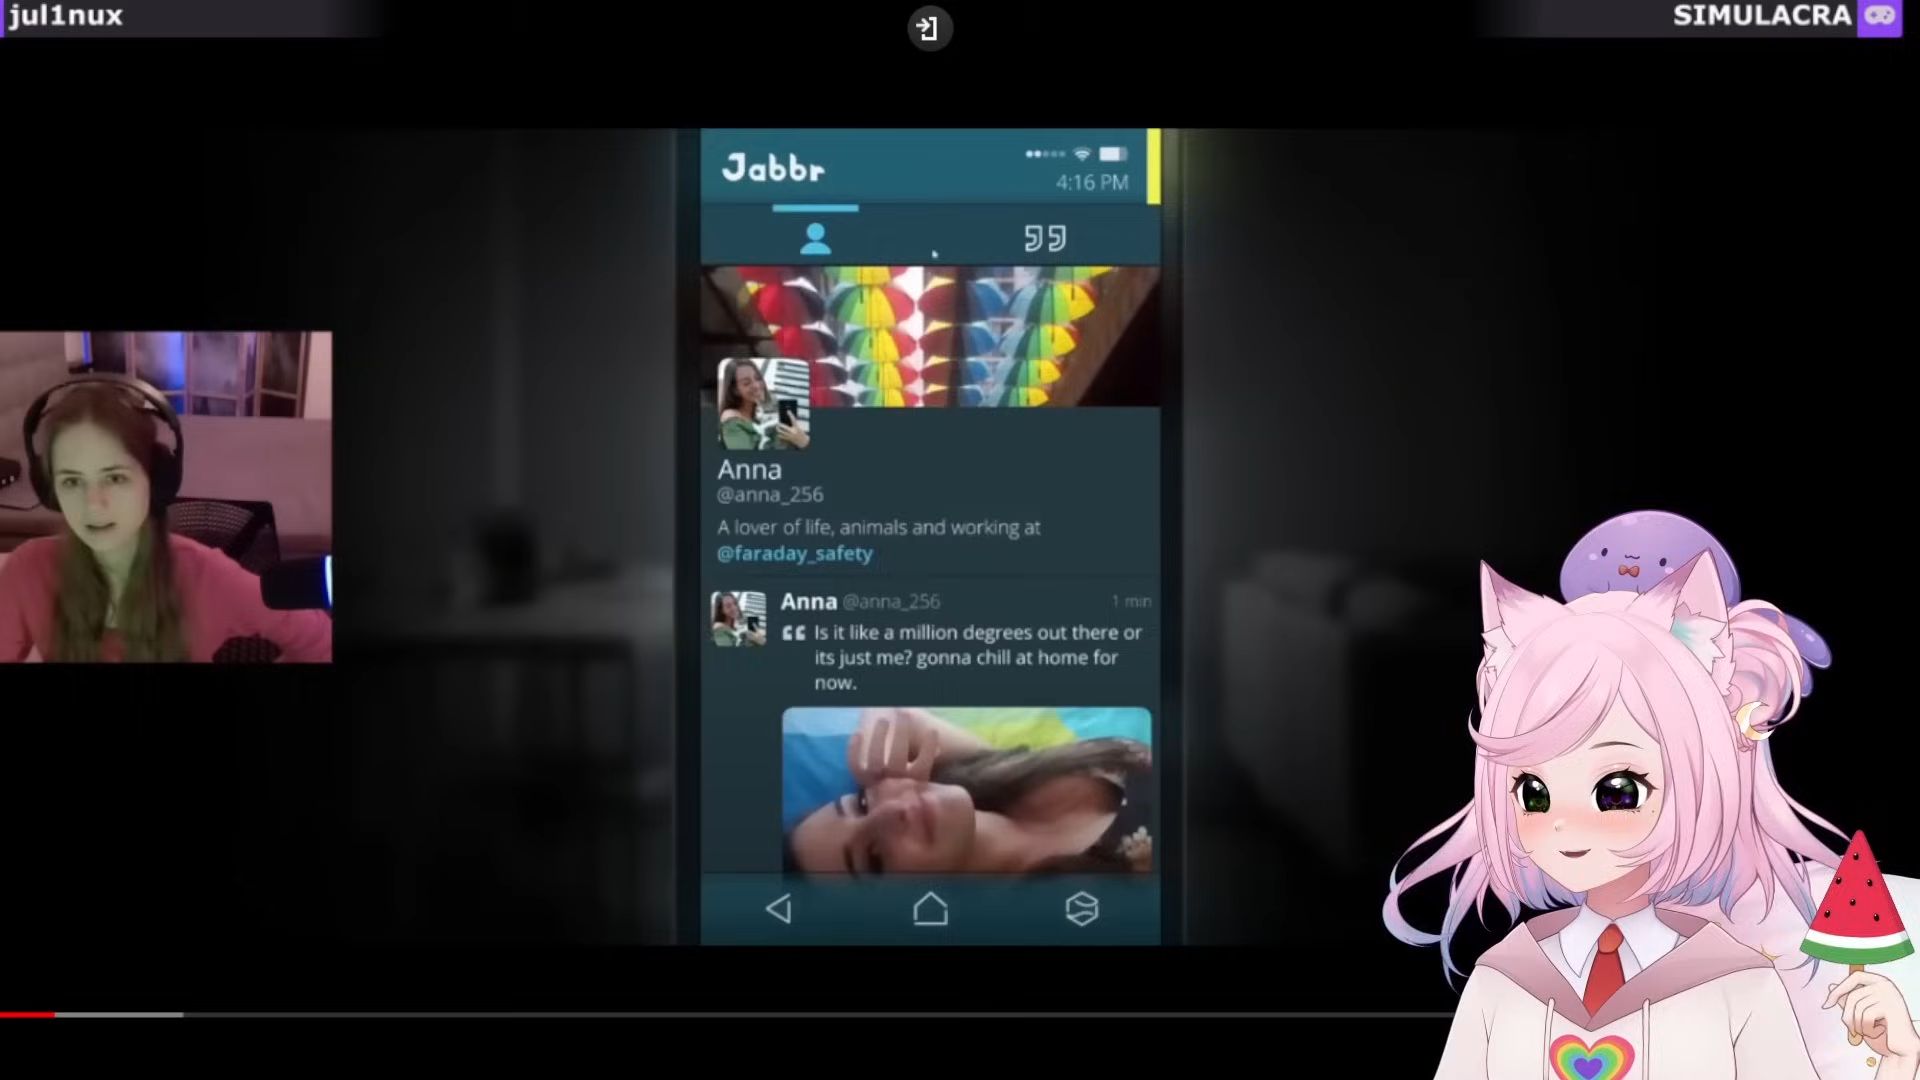 jul1nux
SIMULACRA
Jabbr
4:16 PM
Anna
@anna_256
A lover of life, animals and working at
@faraday_safety
Anna @anna_256 1 min
Is it like a million degrees out there or
its just me? gonna chill at home for
now.